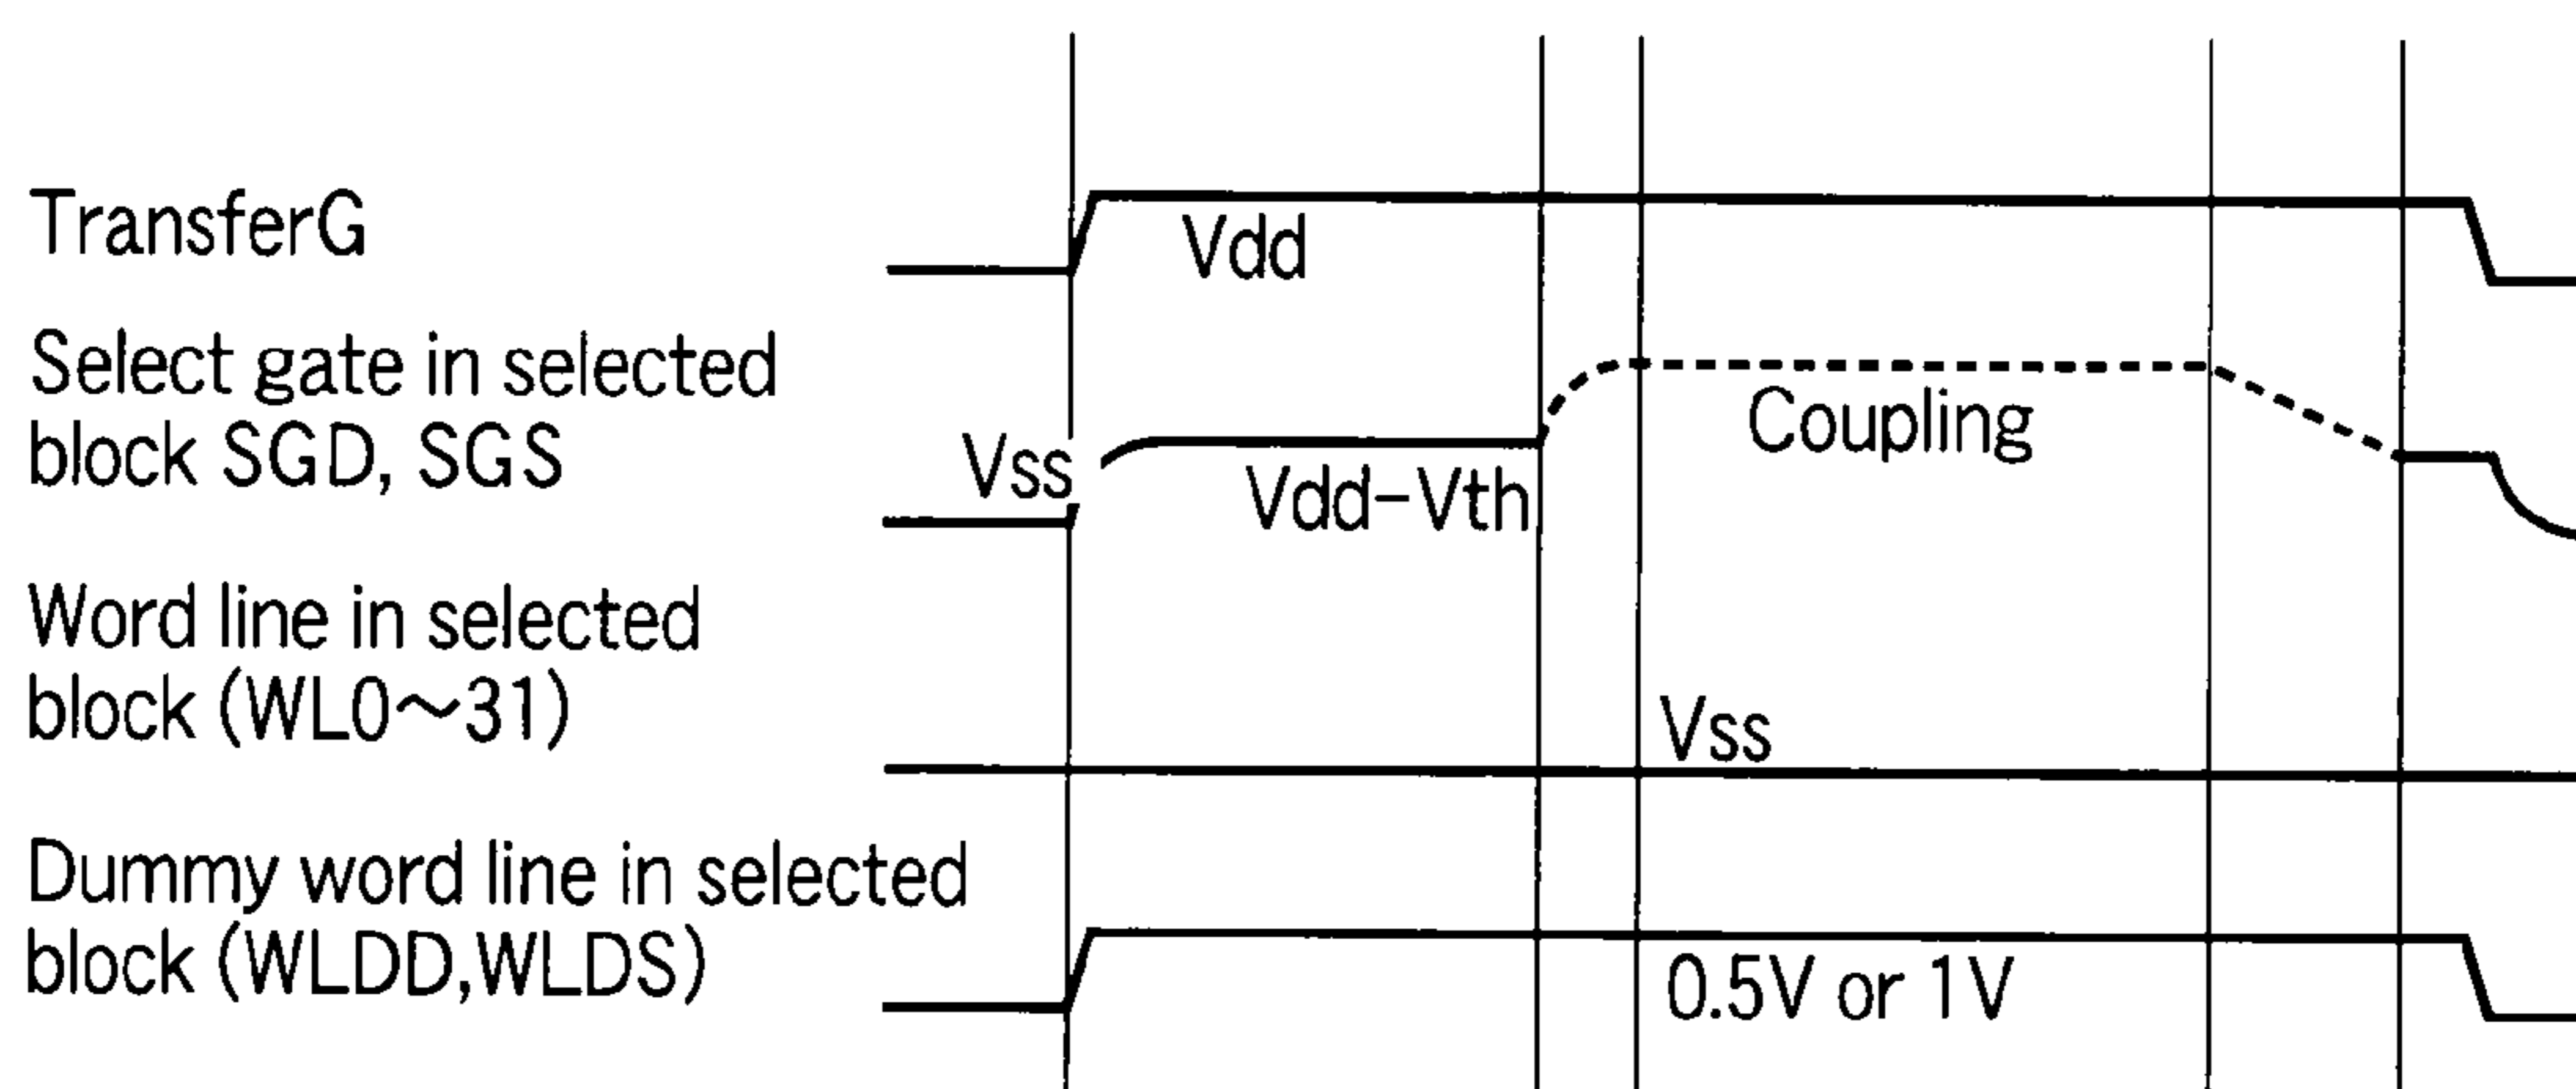 TransferG
Vdd
Select gate in selected
block SGD, SGS
Vss
Vdd-Vth
Coupling
Word line in selected
block (WL0~31)
Vss
Dummy word line in selected
block (WLDD,WLDS)
0.5V or 1V